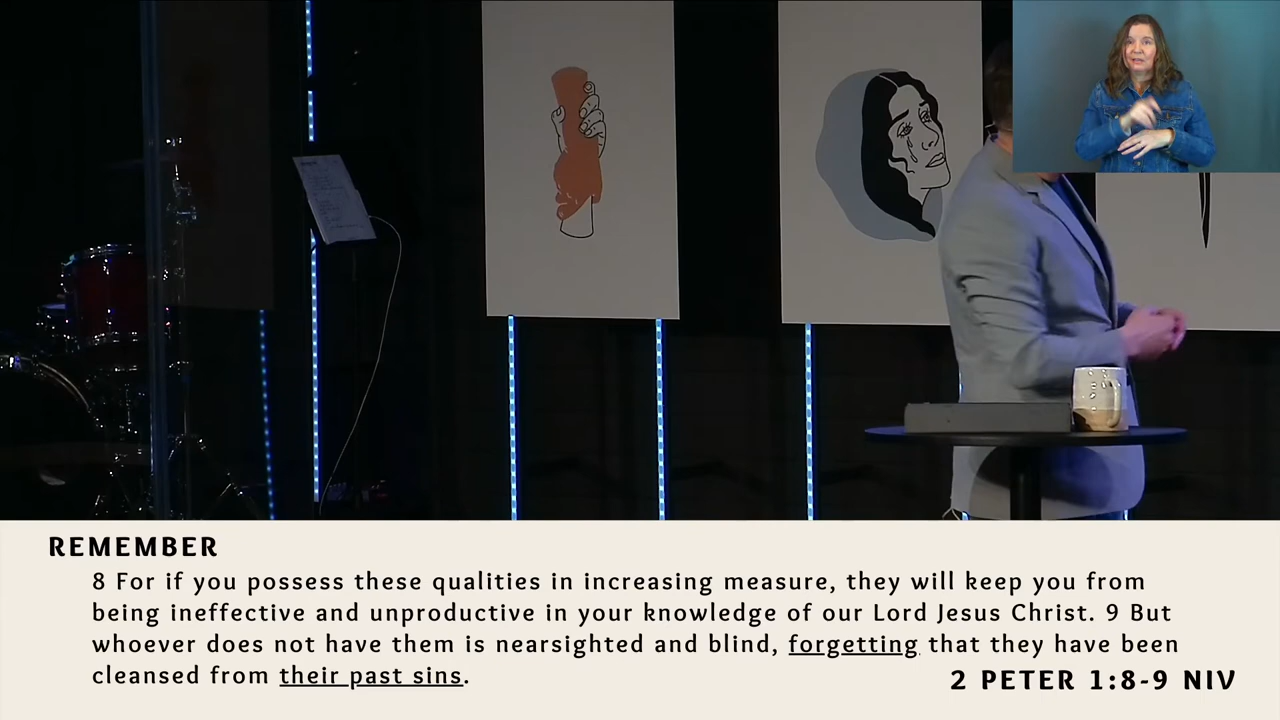 REMEMBER
8 For if you possess these qualities in increasing measure, they will keep you from
being ineffective and unproductive in your knowledge of our Lord Jesus Christ. 9 But
whoever does not have them is nearsighted and blind, forgetting that they have been
cleansed from their past sins.
2 PETER 1:8-9 NIV